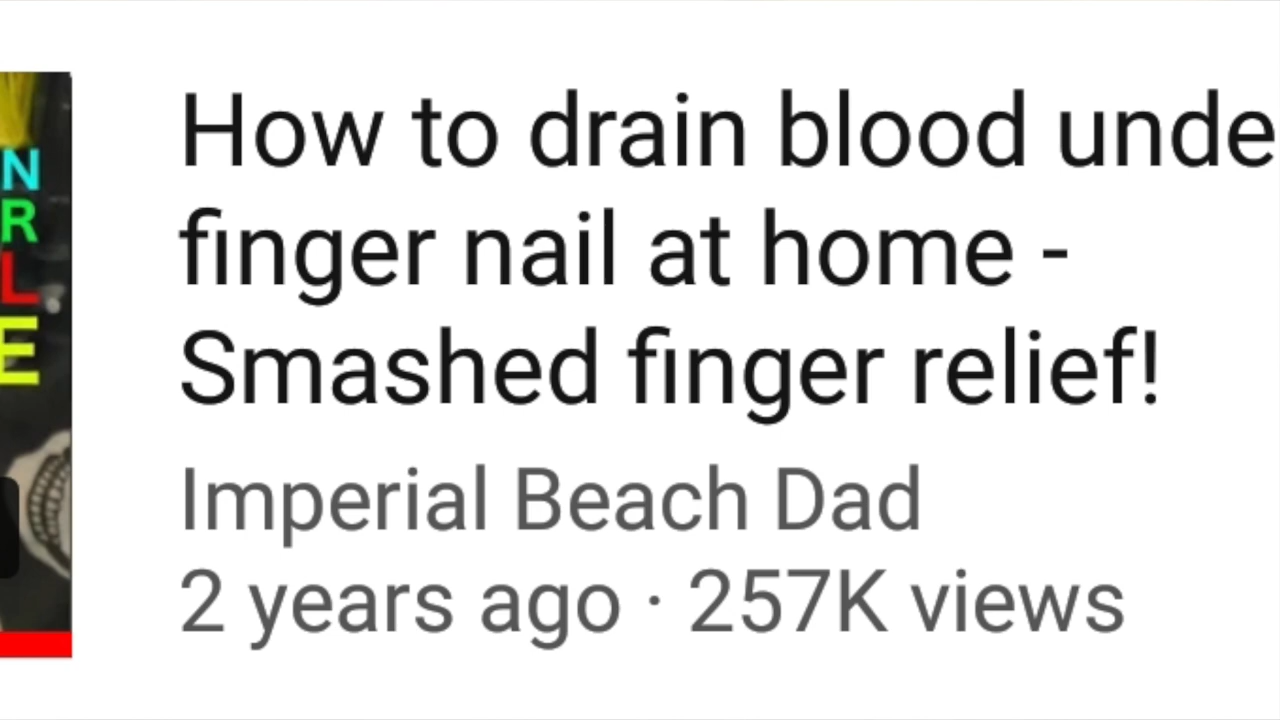 N
R
L
E
How to drain blood unde
finger nail at home -
Smashed finger relief!
Imperial Beach Dad
2 years ago · 257K views